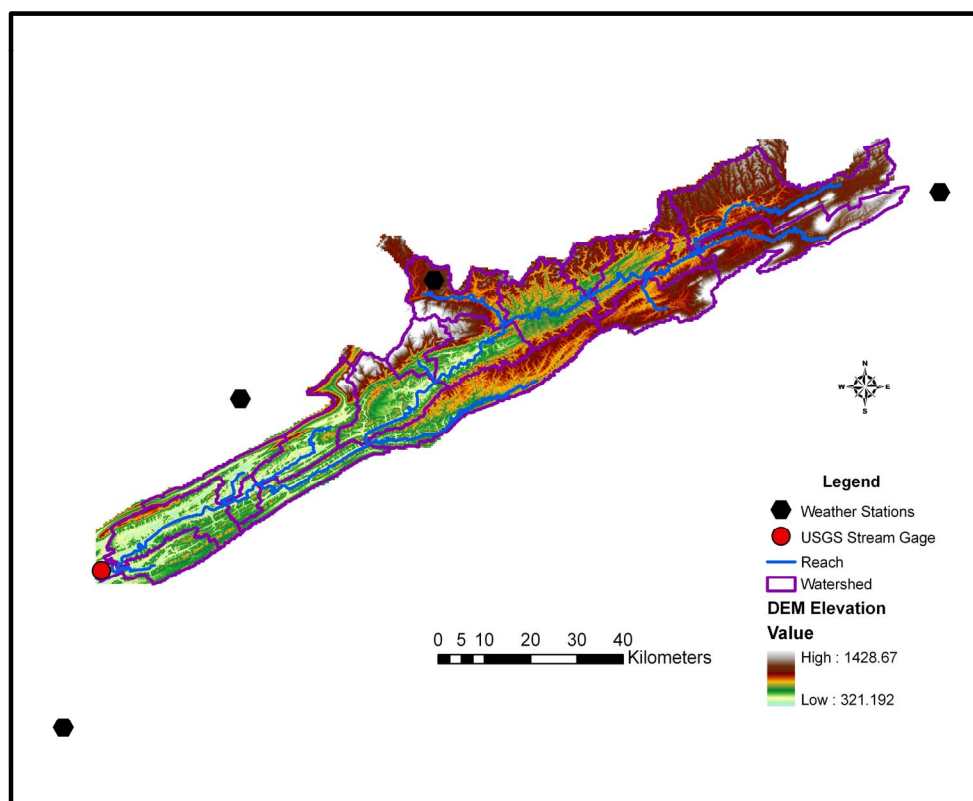 N
W E
S
Legend
Weather Stations
USGS Stream Gage
Reach
Watershed
DEM Elevation
Value
High : 1428.67
Low : 321.192
0 5 10 20 30 40
Kilometers